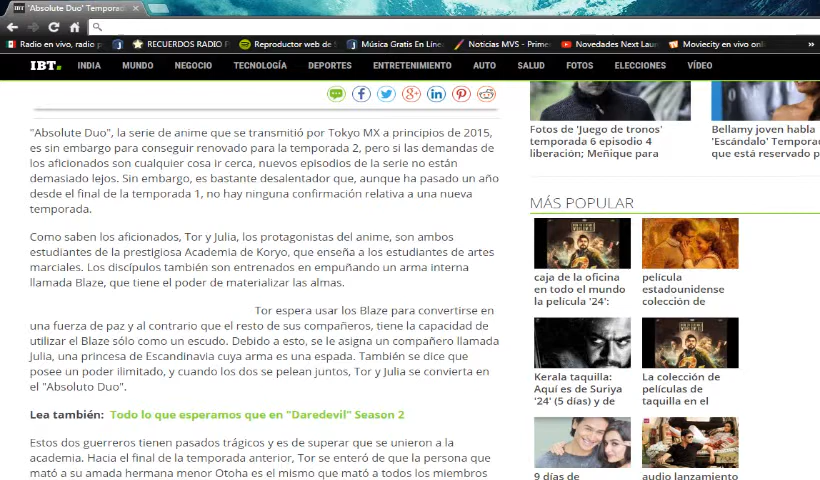 IBT 'Absolute Duo' Temporad
Radio en vivo, radio p
RECUERDOS RADIO F
Reproductor web de S
Música Gratis En Líne
Noticias MVS - Prime
Novedades Next Laun
Moviecity en vivo onl
»
IBT. INDIA MUNDO NEGOCIO TECNOLOGÍA DEPORTES ENTRETENIMIENTO AUTO SALUD FOTOS ELECCIONES VÍDEO
"Absolute Duo", la serie de anime que se transmitió por Tokyo MX a principios de 2015,
es sin embargo para conseguir renovado para la temporada 2, pero si las demandas de
los aficionados son cualquier cosa ir cerca, nuevos episodios de la serie no están
demasiado lejos. Sin embargo, es bastante desalentador que, aunque ha pasado un año
desde el final de la temporada 1, no hay ninguna confirmación relativa a una nueva
temporada.
Como saben los aficionados, Tor y Julia, los protagonistas del anime, son ambos
estudiantes de la prestigiosa Academia de Koryo, que enseña a los estudiantes de artes
marciales. Los discípulos también son entrenados en empuñando un arma interna
llamada Blaze, que tiene el poder de materializar las almas.
Tor espera usar los Blaze para convertirse en
una fuerza de paz y al contrario que el resto de sus compañeros, tiene la capacidad de
utilizar el Blaze sólo como un escudo. Debido a esto, se le asigna un compañero llamada
Julia, una princesa de Escandinavia cuya arma es una espada. También se dice que
posee un poder ilimitado, y cuando los dos se pelean juntos, Tor y Julia se convierta en
el "Absoluto Duo".
Lea también: Todo lo que esperamos que en "Daredevil" Season 2
Estos dos guerreros tienen pasados trágicos y es de superar que se unieron a la
academia. Hacia el final de la temporada anterior, Tor se enteró de que la persona que
mató a su amada hermana menor Otoha es el mismo que mató a todos los miembros
Fotos de 'Juego de tronos'
temporada 6 episodio 4
liberación; Meñique para
Bellamy joven habla
'Escándalo' Temporad
que está reservado p
MÁS POPULAR
caja de la oficina
en todo el mundo
la película '24':
película
estadounidense
colección de
Kerala taquilla:
Aquí es de Suriya
'24' (5 días) y de
La colección de
películas de
taquilla en el
9 días de
audio lanzamiento